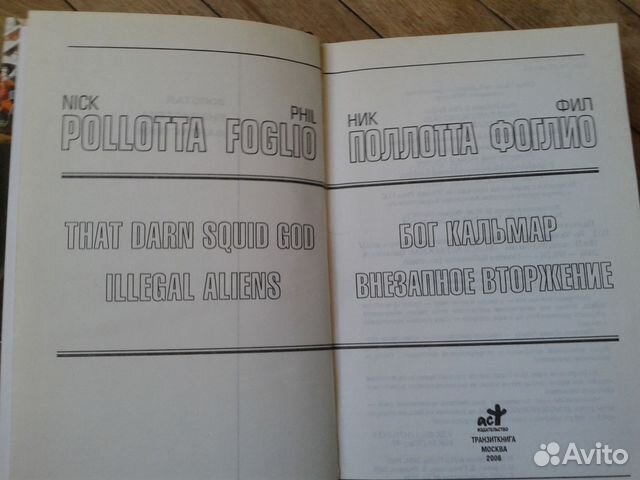 NICK
PHIL
POLLOTTA FOGLIO
THAT DARN SQUID GOD
ILLEGAL ALIENS
НИК
ФИЛ
ПОЛЛОТТА ФОГЛИО
БОГ КАЛЬМАР
ВНЕЗАПНОЕ ВТОРЖЕНИЕ
аст
ИЗДАТЕЛЬСТВО
ТРАНЗИТКНИГА
МОСКВА
2006
Avito